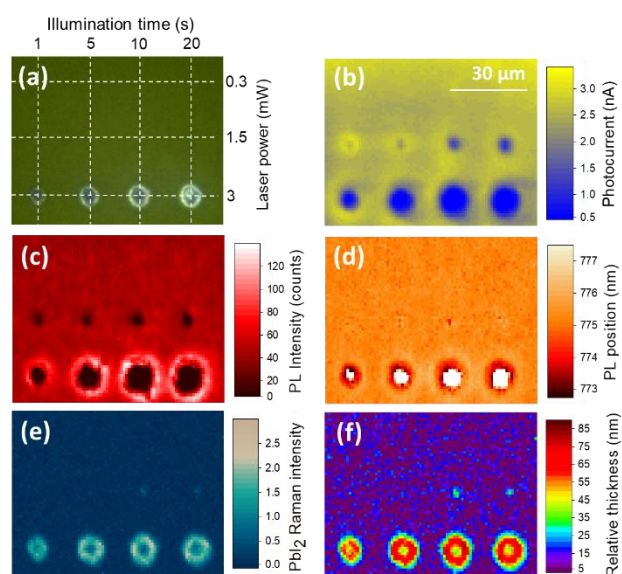 Illumination time (s)
1 5 10 20
(a)
0.3
1.5
3
Laser power (mW)
(b)
30 µm
3.0
2.5
2.0
1.5
1.0
0.5
Photocurrent (nA)
(c)
120
100
80
60
40
20
0
PL Intensity (counts)
(d)
777
776
775
774
773
PL position (nm)
(e)
2.5
2.0
1.5
1.0
0.5
0.0
PbI2 Raman intensity
(f)
85
75
65
55
45
35
25
15
5
Relative thickness (nm)